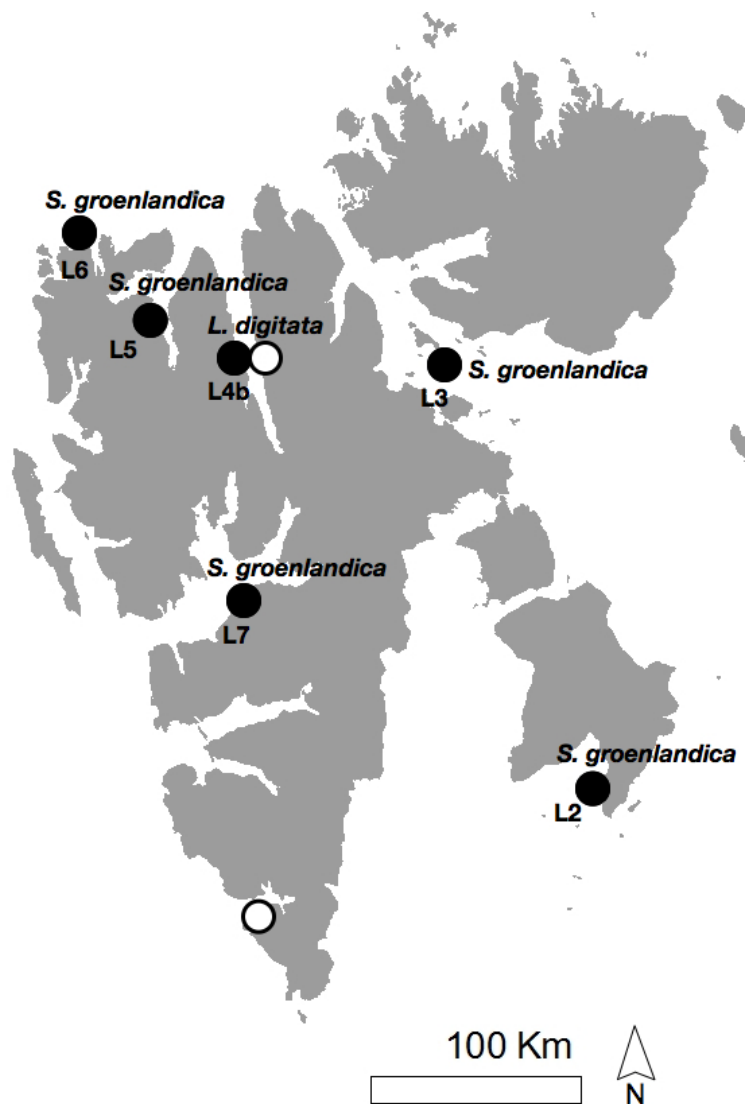 S. groenlandica
L6
S. groenlandica
L5
L. digitata
L4b
S. groenlandica
L3
S. groenlandica
L7
S. groenlandica
L2
100 Km
N